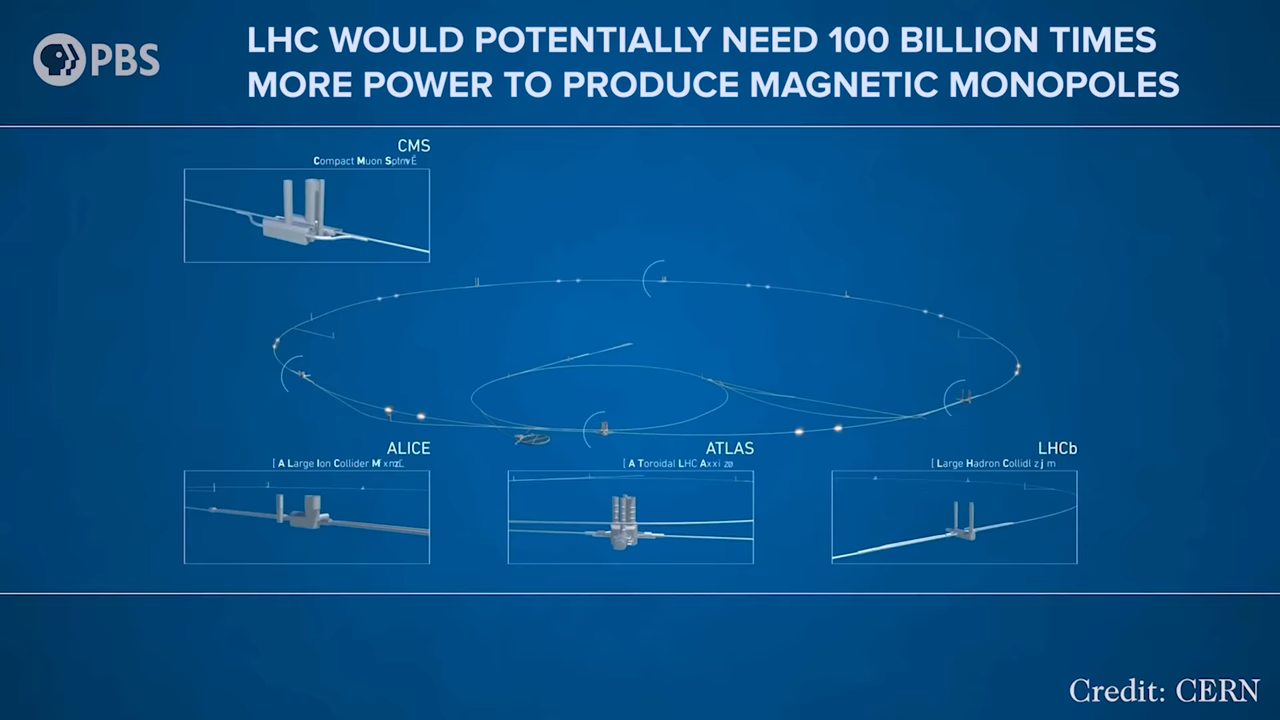 PBS
LHC WOULD POTENTIALLY NEED 100 BILLION TIMES
MORE POWER TO PRODUCE MAGNETIC MONOPOLES
CMS
Compact Muon
ALICE
[ A Large Ion Collider
ATLAS
[ A Toroidal LHC
LHCb
[ Large Hadron
Credit: CERN